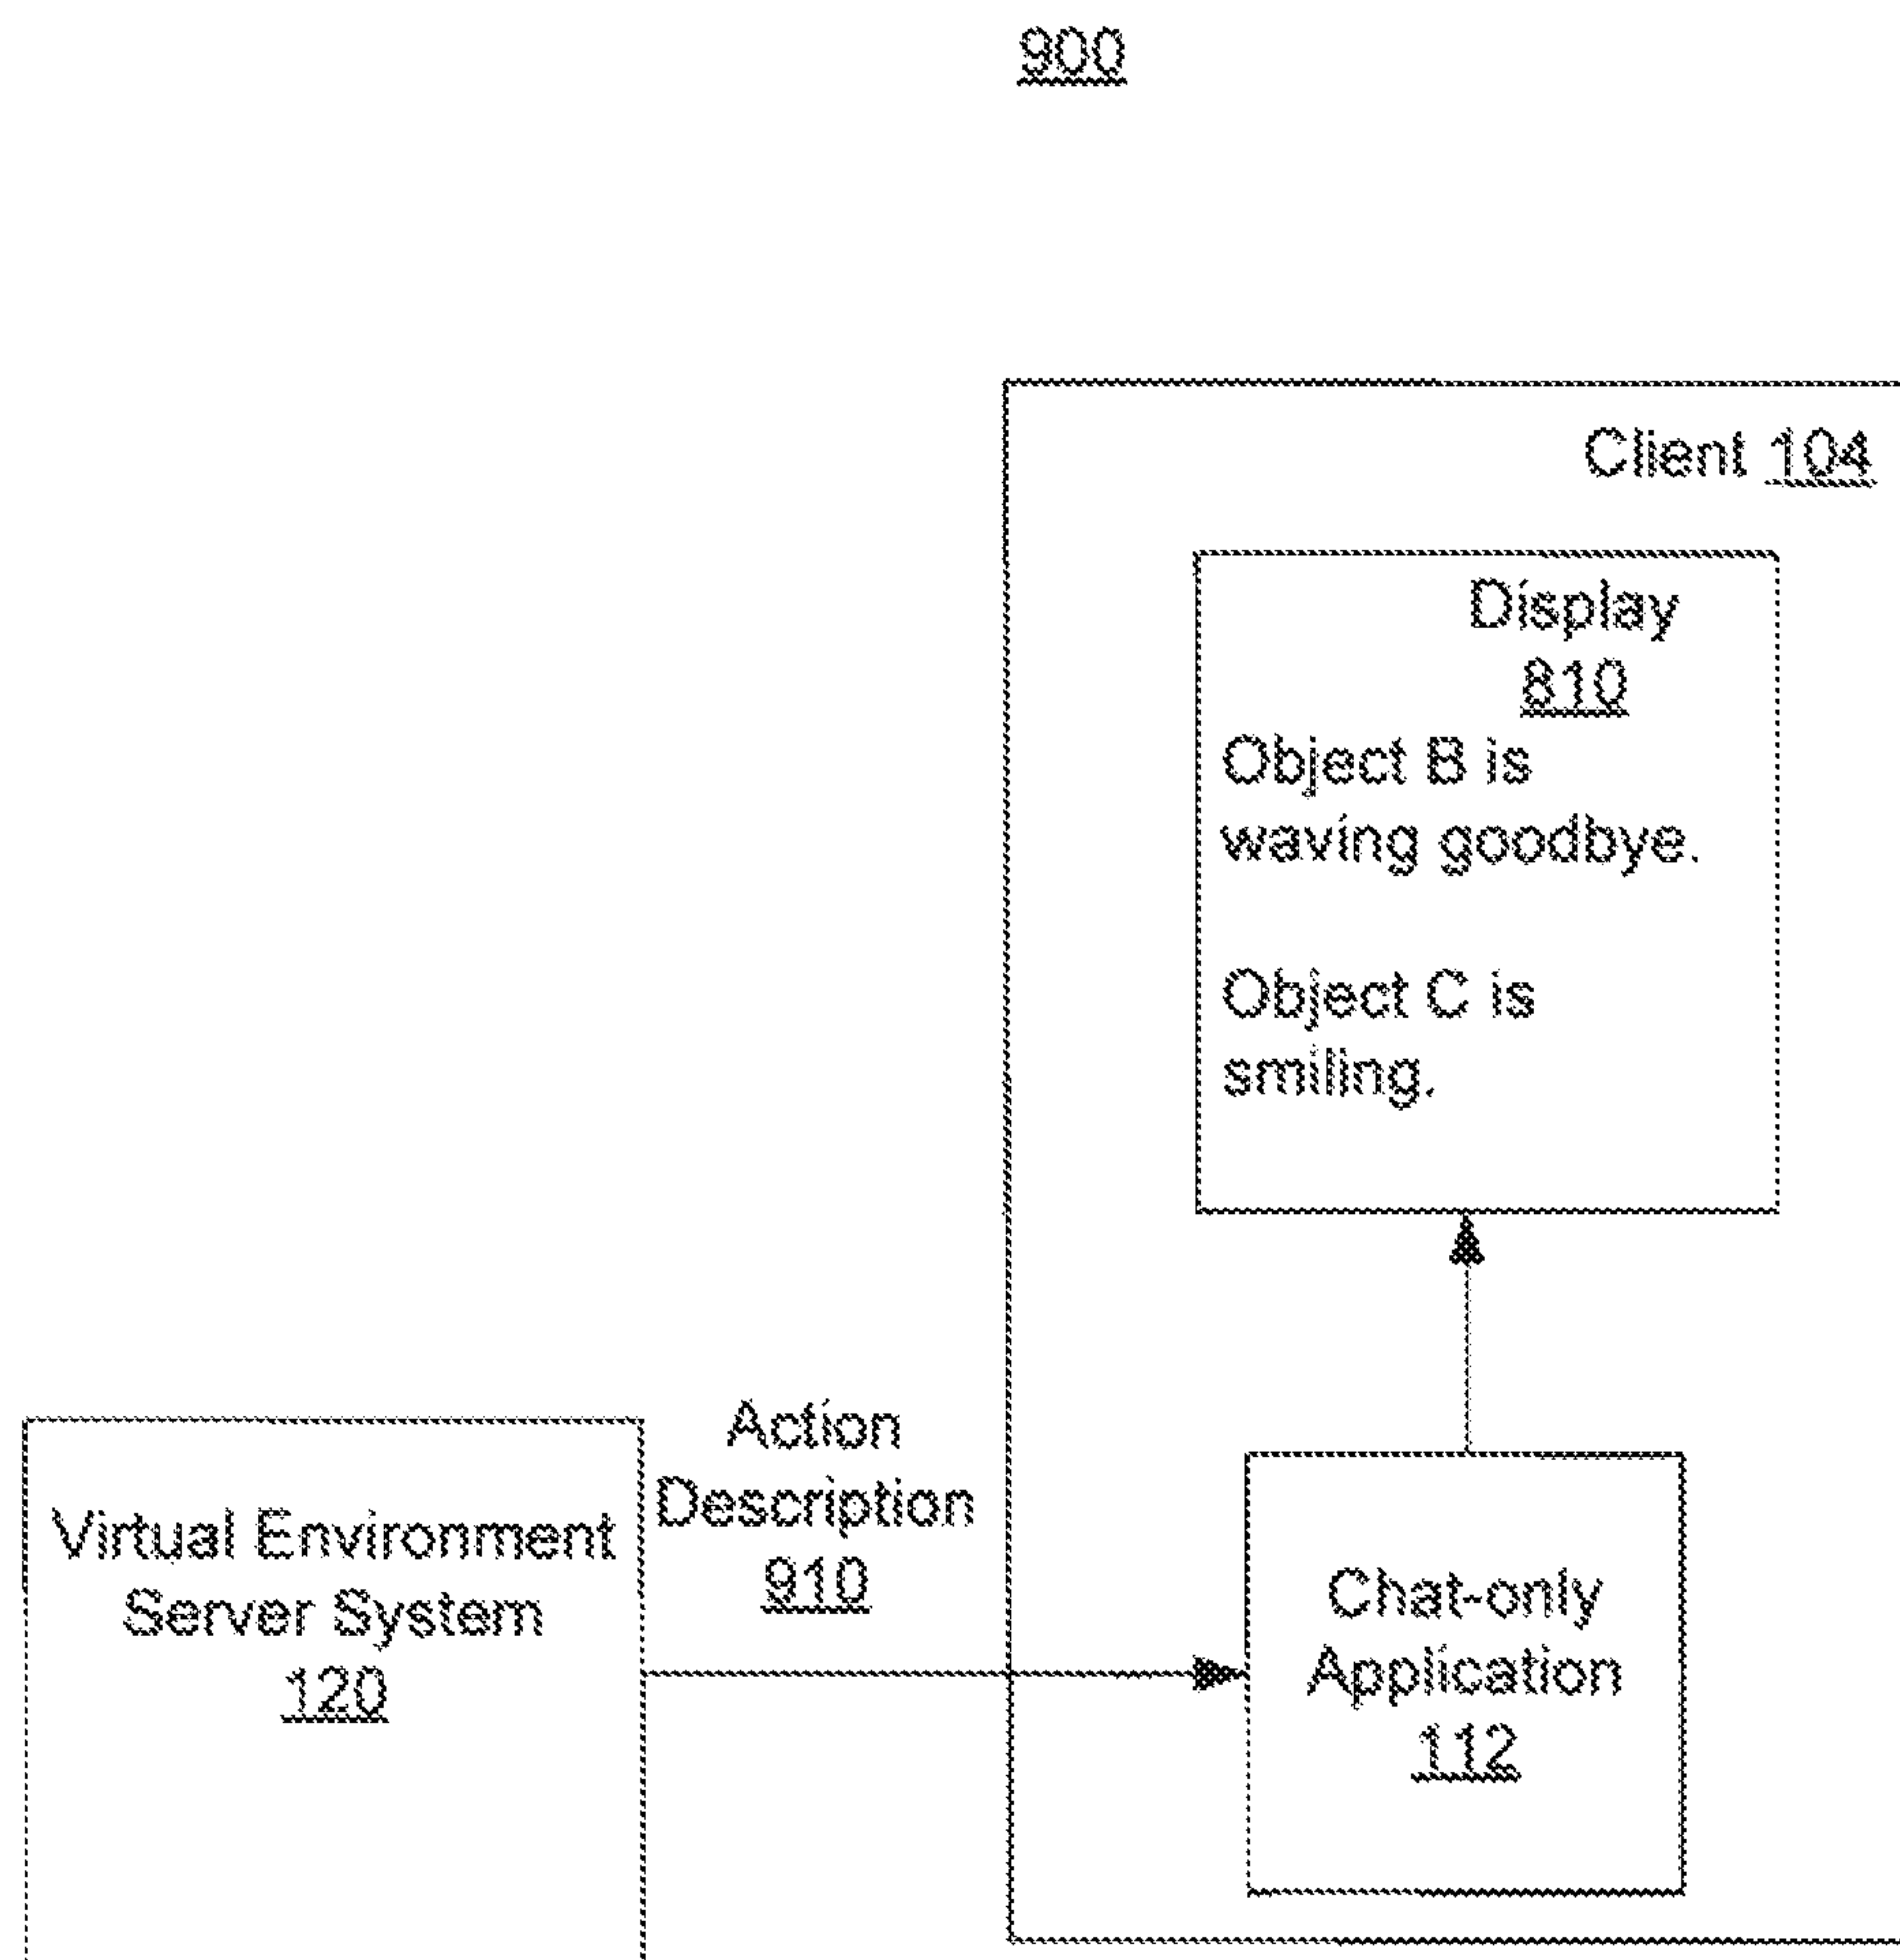 900
Client 104
Display
810
Object B is
waving goodbye.
Object C is
smiling.
Action
Description
910
Virtual Environment
Server System
120
Chat-only
Application
112